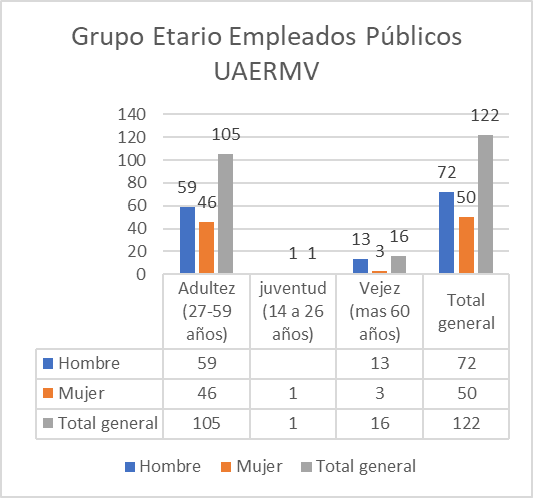 Grupo Etario Empleados Públicos
UAERMV
140
120
100
80
60
40
20
0
59
46
105
1
1
13
3
16
72
50
122
Adultez
(27-59
años)
juventud
(14 a 26
años)
Vejez
(mas 60
años)
Total
general
Hombre 59 13 72
Mujer 46 1 3 50
Total general 105 1 16 122
Hombre Mujer Total general